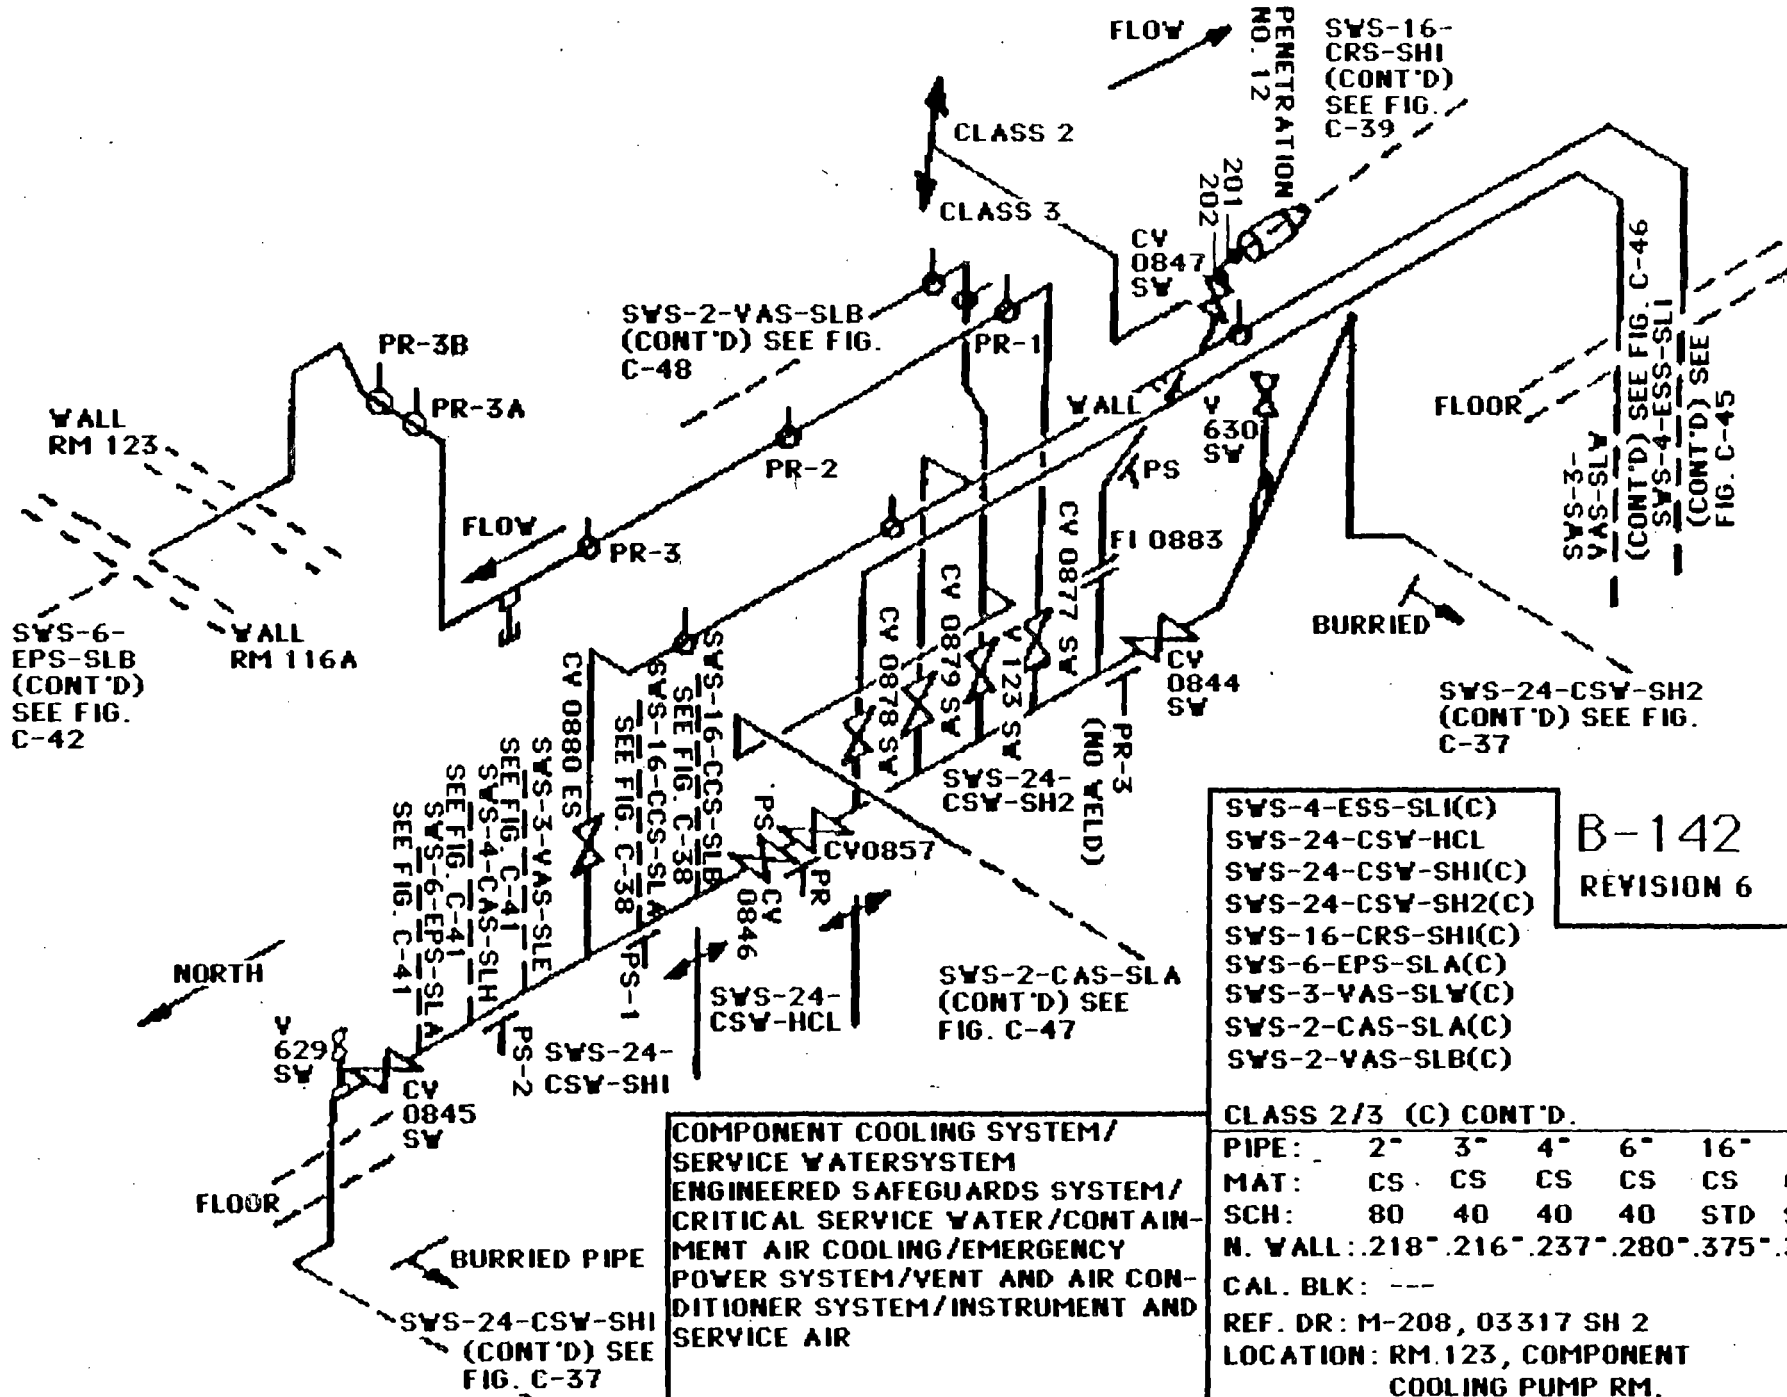 FLOW
PENETRATION
NO. 12
SWS-16-
CRS-SHI
(CONT'D)
SEE FIG.
C-39
CLASS 2
CLASS 3
201
202
CV
0847
SW
SWS-2-VAS-SLB
(CONT'D) SEE FIG.
C-48
PR-1
PR-3B
PR-3A
WALL
RM 123
PR-2
WALL
V
630
SW
PS
FLOOR
SWS-3-
VAS-SLW
(CONT'D) SEE FIG. C-46
SWS-4-ESS-SLI
(CONT'D) SEE
FIG. C-45
FLOW
PR-3
FI 0883
CV 0877 SW
V 123 SW
CV 0879 SW
CV 0878 SW
BURRIED
SWS-6-
EPS-SLB
(CONT'D)
SEE FIG.
C-42
WALL
RM 116A
CV
0844
SW
SWS-24-CSW-SH2
(CONT'D) SEE FIG.
C-37
PR-3
(NO WELD)
SWS-24-
CSW-SH2
CV 0880 ES
SWS-16-CCS-SLB
SEE FIG. C-38
SWS-16-CCS-SLA
SEE FIG. C-38
SWS-3-VAS-SLE
SEE FIG. C-41
SWS-4-CAS-SLH
SEE FIG. C-41
SWS-6-EPS-SLA
SEE FIG. C-41
PS
CV0857
PR
CV
0846
NORTH
PS-1
SWS-24-
CSW-HCL
SWS-2-CAS-SLA
(CONT'D) SEE
FIG. C-47
V
629
SW
CV
0845
SW
PS-2
SWS-24-
CSW-SHI
FLOOR
BURRIED PIPE
SWS-24-CSW-SHI
(CONT'D) SEE
FIG. C-37
COMPONENT COOLING SYSTEM/
SERVICE WATERSYSTEM
ENGINEERED SAFEGUARDS SYSTEM/
CRITICAL SERVICE WATER/CONTAIN-
MENT AIR COOLING/EMERGENCY
POWER SYSTEM/VENT AND AIR CON-
DITIONER SYSTEM/INSTRUMENT AND
SERVICE AIR
SWS-4-ESS-SLI(C)
SWS-24-CSW-HCL
SWS-24-CSW-SHI(C)
SWS-24-CSW-SH2(C)
SWS-16-CRS-SHI(C)
SWS-6-EPS-SLA(C)
SWS-3-VAS-SLW(C)
SWS-2-CAS-SLA(C)
SWS-2-VAS-SLB(C)
B-142
REVISION 6
CLASS 2/3 (C) CONT'D.
PIPE: 2" 3" 4" 6" 16"
MAT: CS CS CS CS CS
SCH: 80 40 40 40 STD
N. WALL: .218" .216" .237" .280" .375"
CAL. BLK: ---
REF. DR: M-208, 03317 SH 2
LOCATION: RM.123, COMPONENT
COOLING PUMP RM.